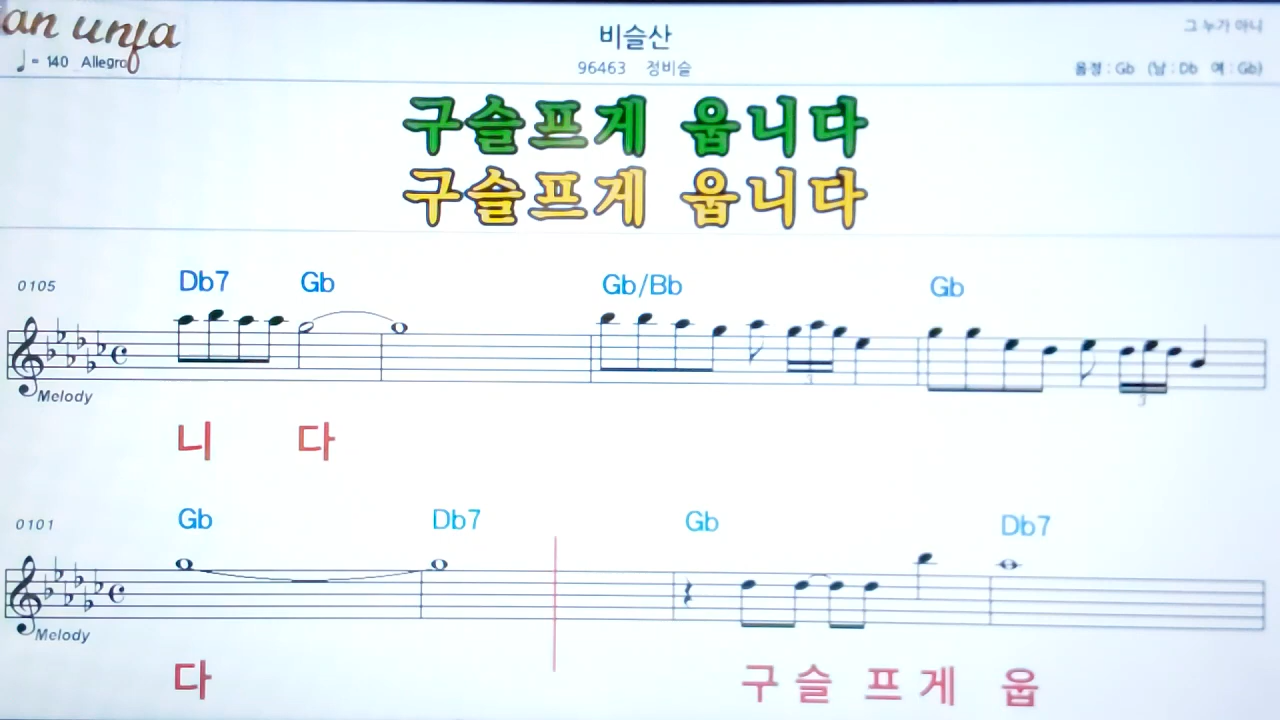 an unja
비슬산
그 누가 아니
♩= 140 Allegro
96463 정비슬
음정 : Gb (남 : Db 여 : Gb)
구슬프게 웁니다
구슬프게 웁니다
0105 Db7 Gb Gb/Bb Gb
3 3
Melody
니 다
0101 Gb Db7 Gb Db7
Melody
다 구 슬 프 게 웁